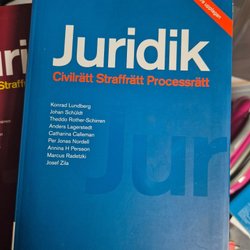 Juridik
Civilrätt Straffrätt Processrätt
Konrad Lundberg
Johan Schüldt
Theddo Rother-Schirren
Anders Lagerstedt
Catharina Calleman
Per Jonas Nordell
Annina H Persson
Marcus Radetzki
Josef Zila
Jur